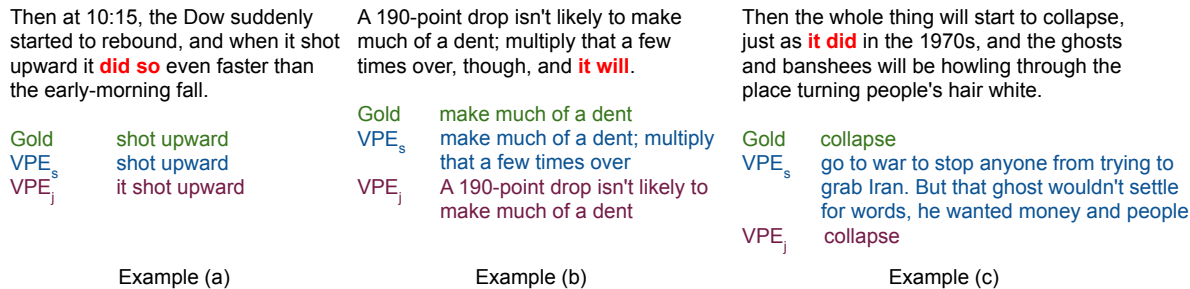 Then at 10:15, the Dow suddenly
started to rebound, and when it shot
upward it did so even faster than
the early-morning fall.
Gold shot upward
VPEs shot upward
VPEj it shot upward
Example (a)
A 190-point drop isn't likely to make
much of a dent; multiply that a few
times over, though, and it will.
Gold make much of a dent
VPEs make much of a dent; multiply
that a few times over
VPEj A 190-point drop isn't likely to
make much of a dent
Example (b)
Then the whole thing will start to collapse,
just as it did in the 1970s, and the ghosts
and banshees will be howling through the
place turning people's hair white.
Gold collapse
VPEs go to war to stop anyone from trying to
grab Iran. But that ghost wouldn't settle
for words, he wanted money and people
VPEj collapse
Example (c)